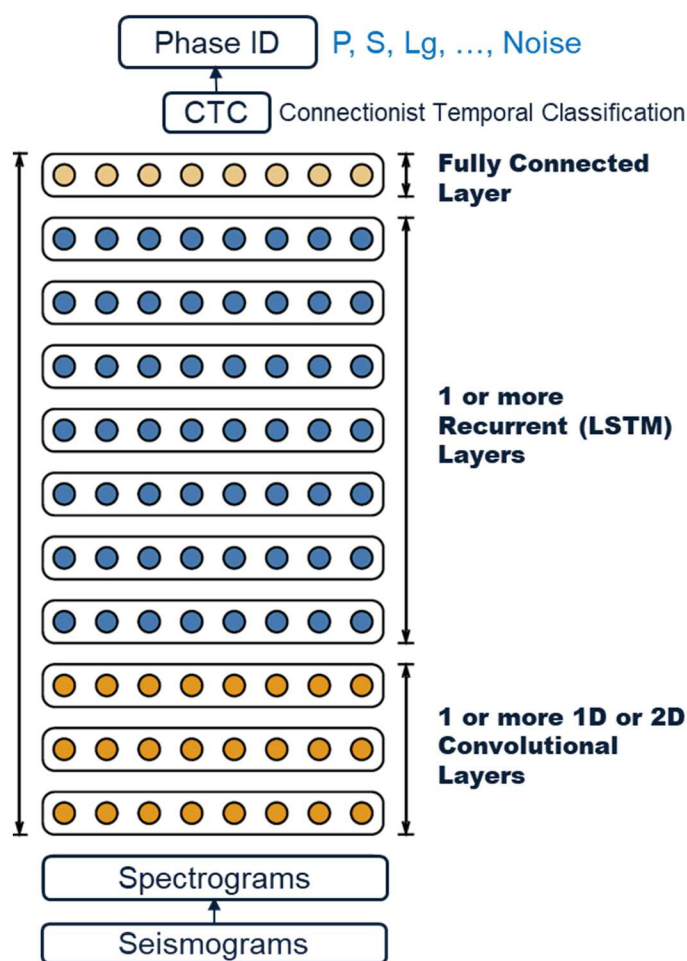 Phase ID P, S, Lg, ..., Noise
CTC Connectionist Temporal Classification
Fully Connected
Layer
1 or more
Recurrent (LSTM)
Layers
1 or more 1D or 2D
Convolutional
Layers
Spectrograms
Seismograms